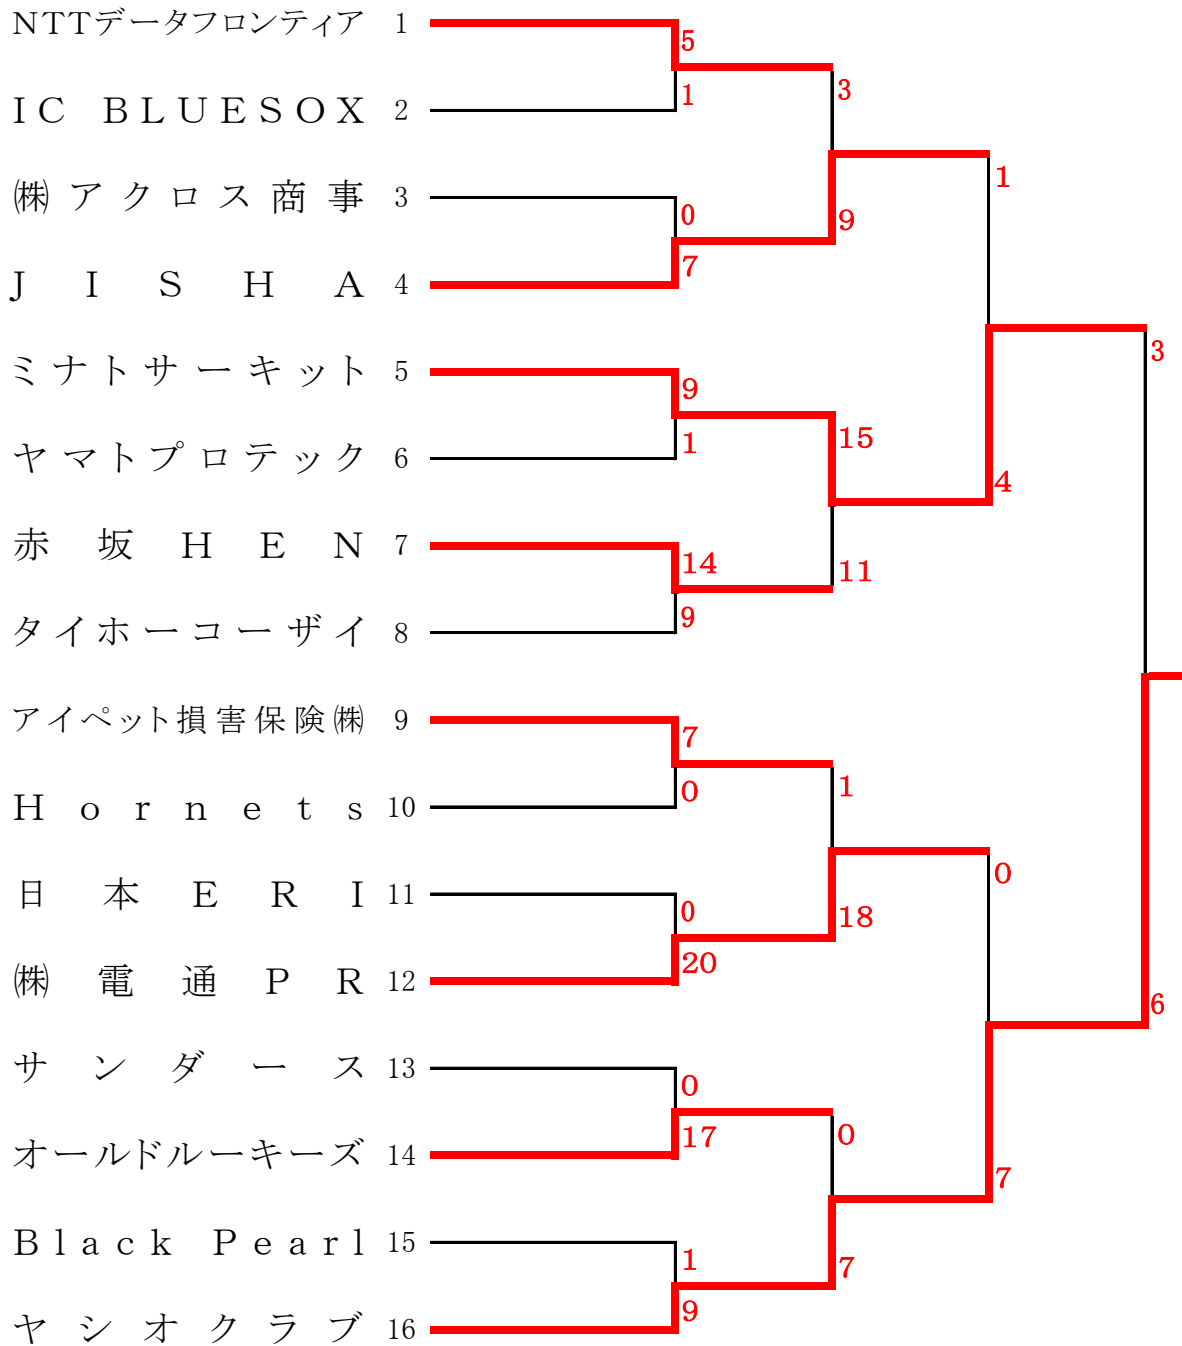 NTTデータフロンティア 1
5
3
1
IC BLUESOX 2
1
㈱アクロス商事 3
0
9
JISHA 4
7
3
ミナトサーキット 5
9
15
ヤマトプロテック 6
1
4
赤坂HEN 7
14
11
タイホーコーザイ 8
9
アイペット損害保険㈱ 9
7
1
Hornets 10
0
0
日本ERI 11
0
18
㈱電通PR 12
20
6
サンダース 13
0
0
オールドルーキーズ 14
17
7
Black Pearl 15
1
7
ヤシオクラブ 16
9